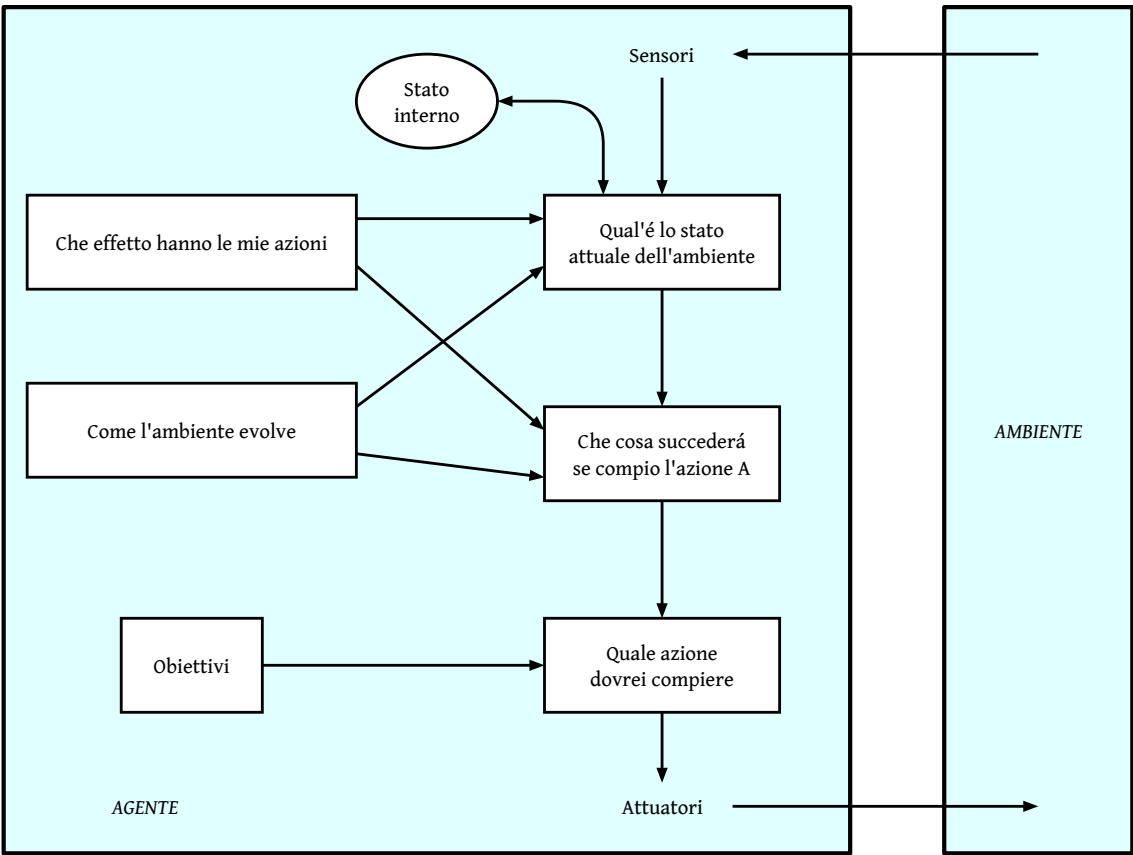 Sensori
Stato
interno
Che effetto hanno le mie azioni
Qual'é lo stato
attuale dell'ambiente
Come l'ambiente evolve
Che cosa succederá
se compio l'azione A
AMBIENTE
Obiettivi
Quale azione
dovrei compiere
AGENTE
Attuatori